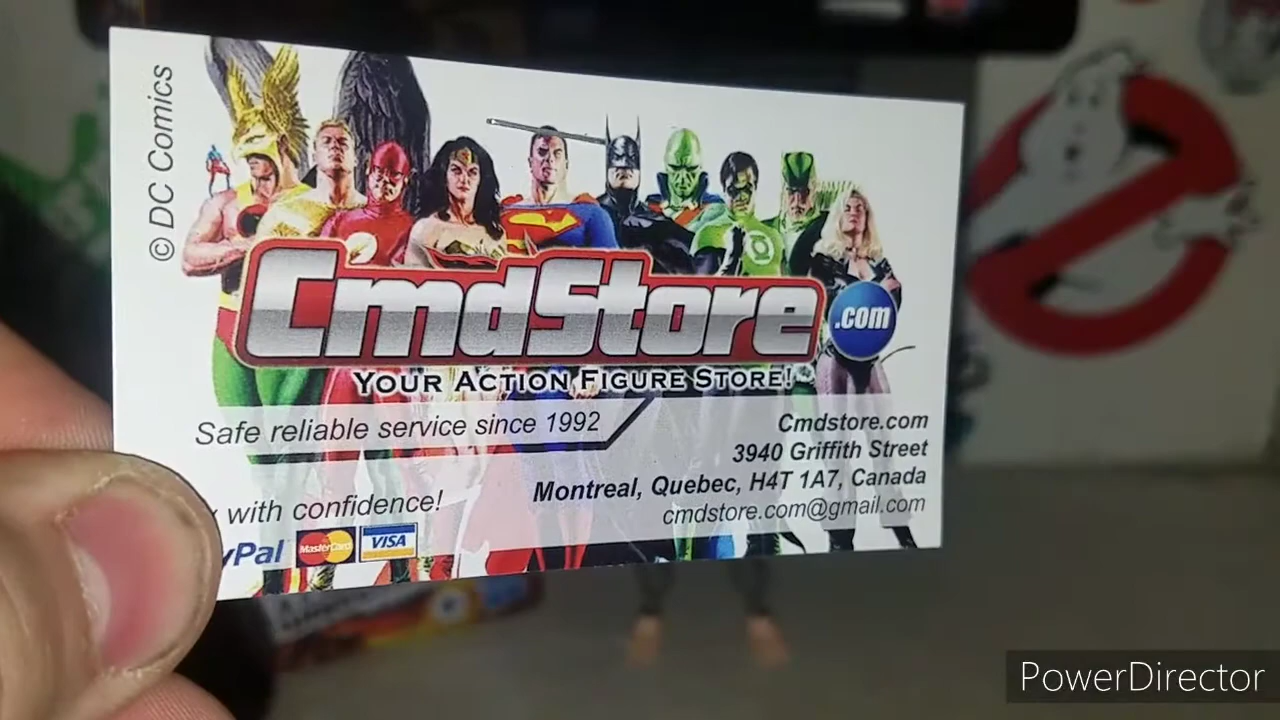 © DC Comics
CmdStore
.com
YOUR ACTION FIGURE STORE!
Safe reliable service since 1992
Cmdstore.com
3940 Griffith Street
Montreal, Quebec, H4T 1A7, Canada
cmdstore.com@gmail.com
with confidence!
yPal MasterCard VISA
PowerDirector